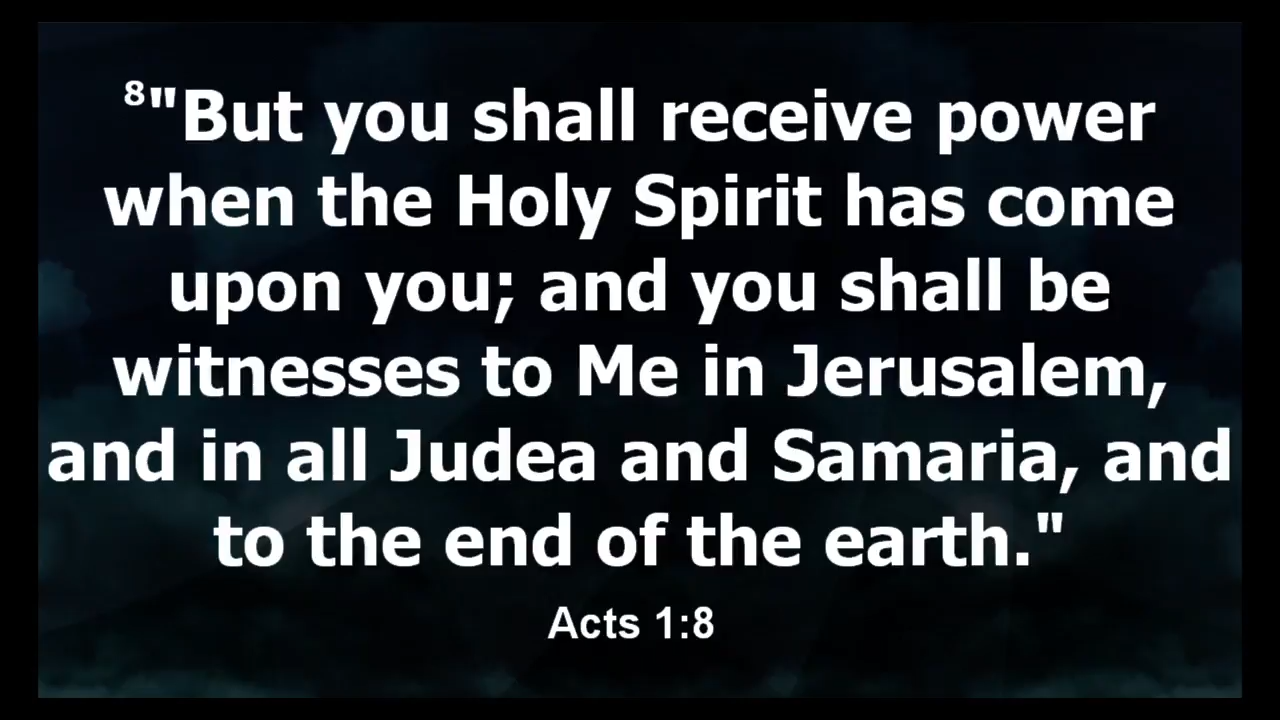 ⁸"But you shall receive power
when the Holy Spirit has come
upon you; and you shall be
witnesses to Me in Jerusalem,
and in all Judea and Samaria, and
to the end of the earth."
Acts 1:8